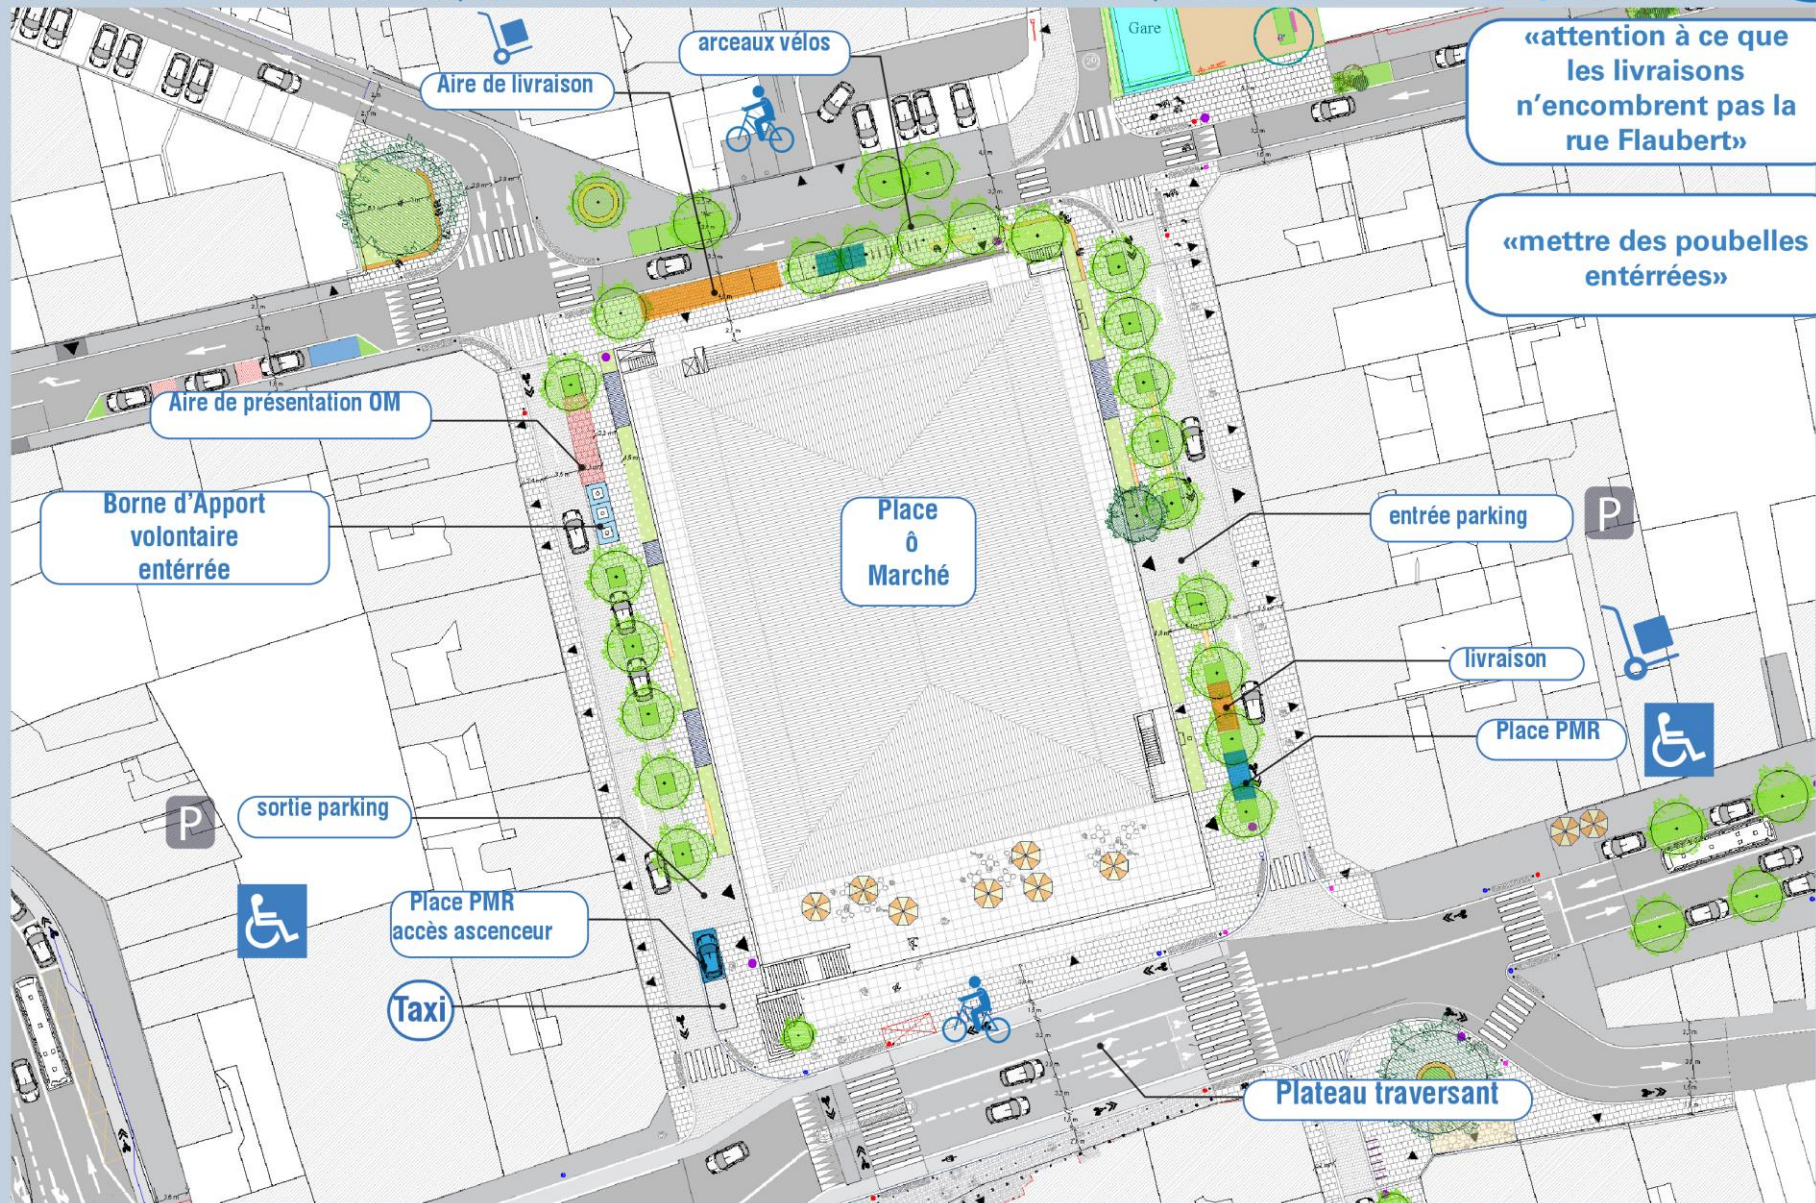 Gare
«attention à ce que
les livraisons
n'encombrent pas la
rue Flaubert»
arceaux vélos
Aire de livraison
«mettre des poubelles
entérrées»
Aire de présentation OM
Borne d'Apport
volontaire
entérrée
Place
ô
Marché
entrée parking
P
livraison
Place PMR
sortie parking
P
Place PMR
accès ascenceur
Taxi
Plateau traversant